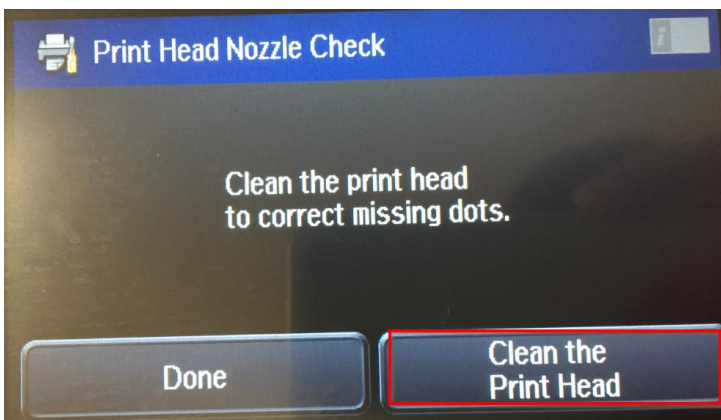 Print Head Nozzle Check
i
Clean the print head
to correct missing dots.
Done
Clean the
Print Head